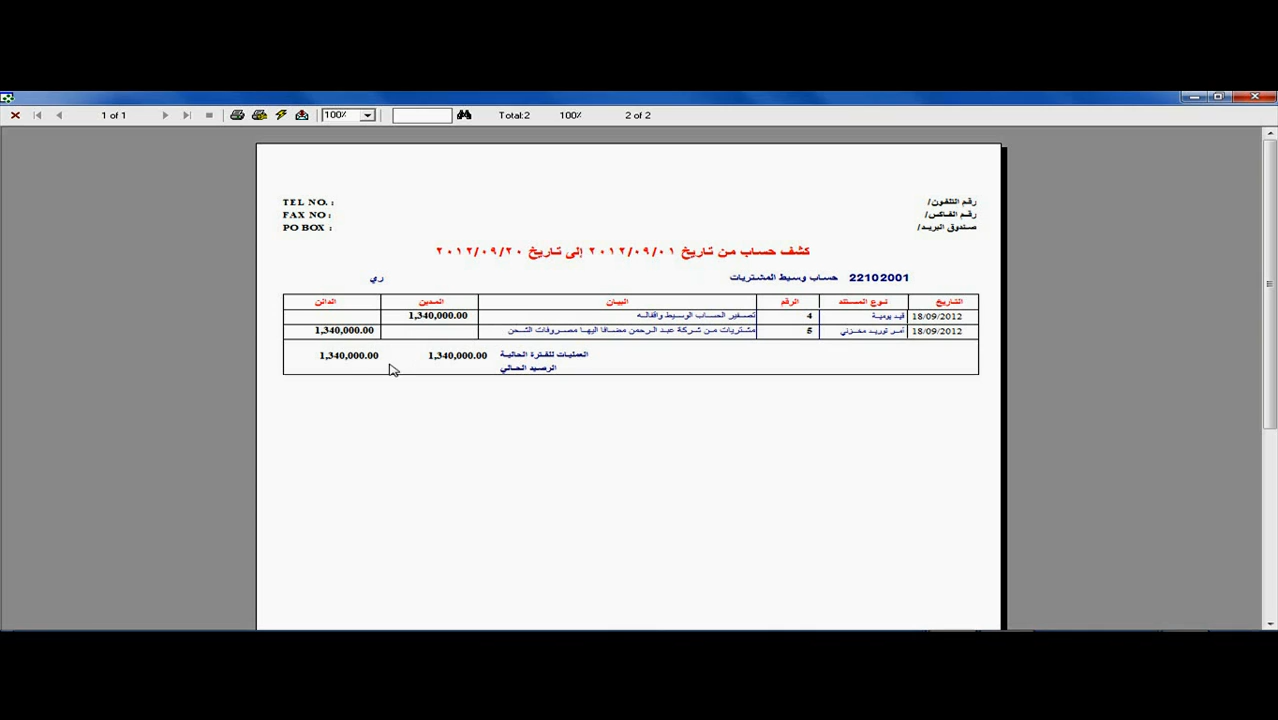 1 of 1 100% Total:2 100% 2 of 2
TEL NO. : رقم التلفون/
FAX NO : رقم الفاكس/
PO BOX : صندوق البريد/
كشف حساب من تاريخ ٢٠١٢/٠٩/٠١ إلى تاريخ ٢٠١٢/٠٩/٢٠
22102001 حساب وسيط المشتريات ري
التاريخ نوع المستند الرقم البيان المدين الدائن
18/09/2012 قيد يومية 4 تصفير الحساب الوسيط واقفاله 1,340,000.00
18/09/2012 أمر توريد مخزني 5 مشتريات من شركة عبد الرحمن مضافا اليها مصروفات الشحن 1,340,000.00
العمليات للفترة الحالية 1,340,000.00 1,340,000.00
الرصيد الحالي